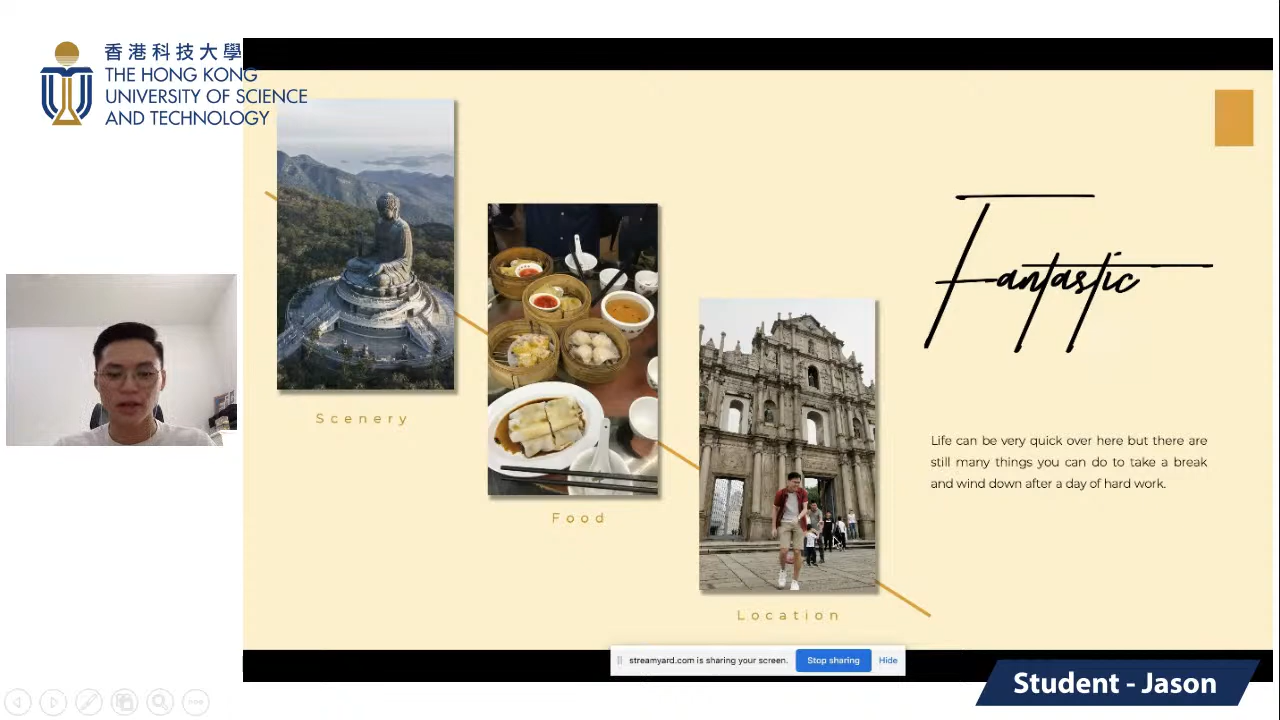 香港科技大學
THE HONG KONG
UNIVERSITY OF SCIENCE
AND TECHNOLOGY
Scenery
Food
Location
Fantastic
Life can be very quick over here but there are
still many things you can do to take a break
and wind down after a day of hard work.
streamyard.com is sharing your screen. Stop sharing Hide
Student - Jason